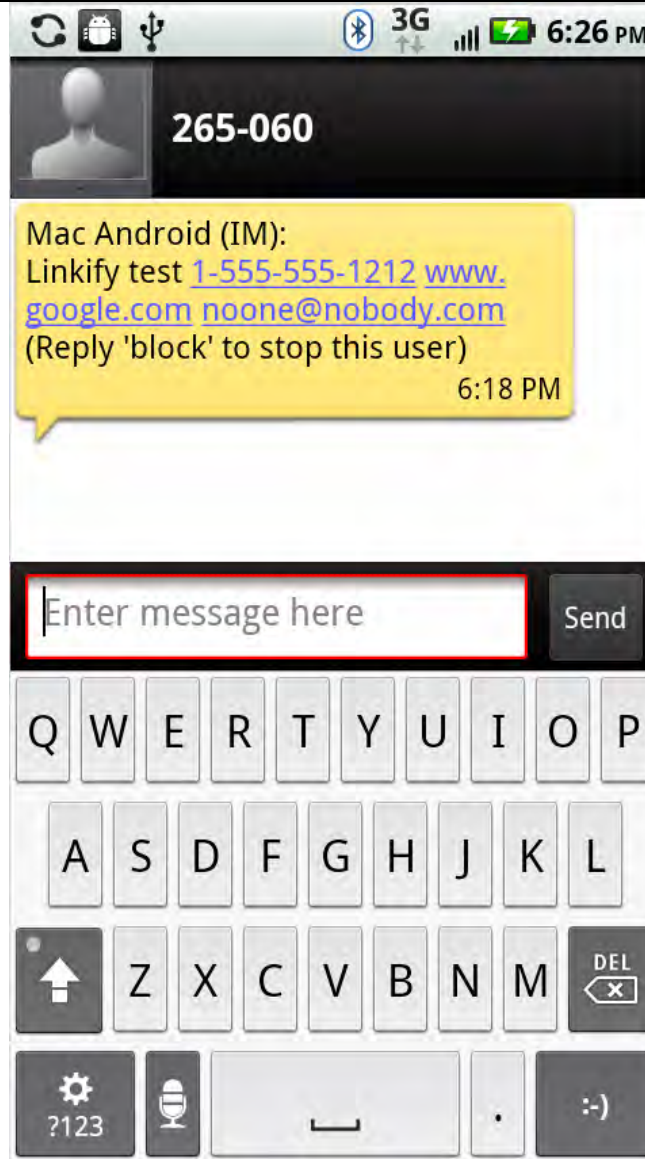 3G 6:26 PM
265-060
Mac Android (IM):
Linkify test 1-555-555-1212 www.
google.com noone@nobody.com
(Reply 'block' to stop this user)
6:18 PM
Enter message here Send
Q W E R T Y U I O P
A S D F G H J K L
Z X C V B N M DEL
?123 . :-)